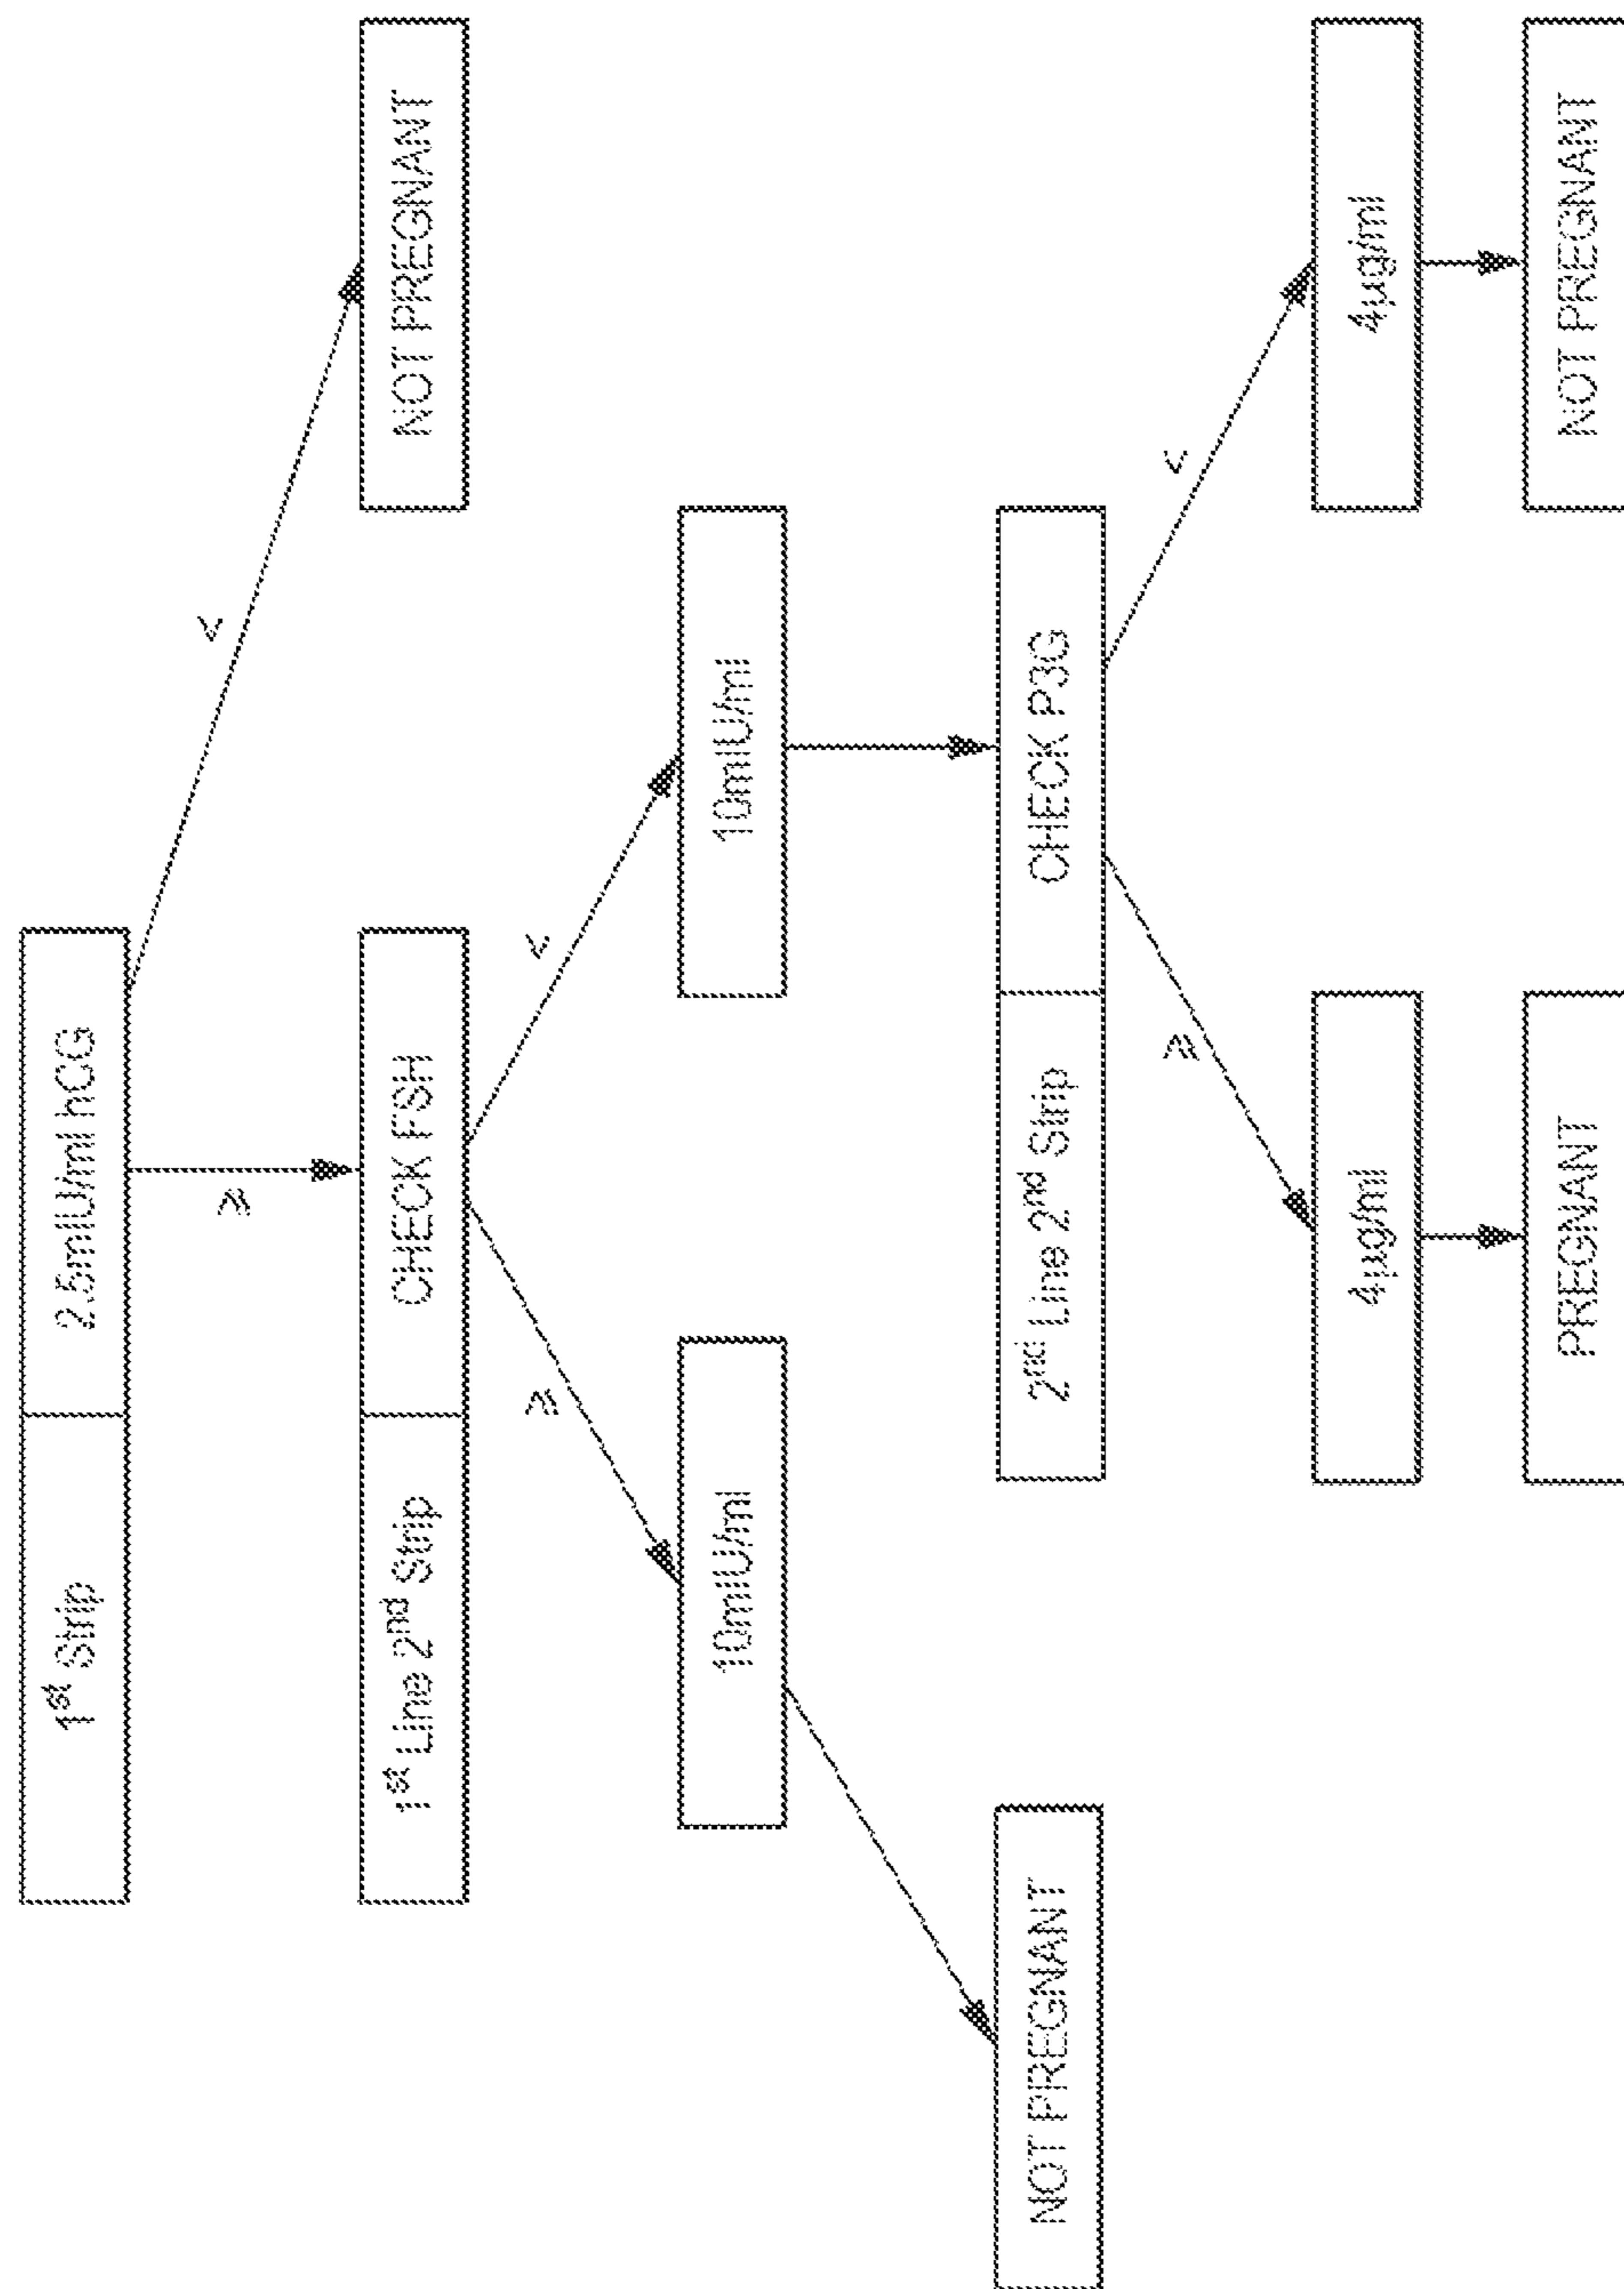 1st Strip
2.5mIU/ml hCG
<
≥
NOT PREGNANT
1st Line 2nd Strip
CHECK FSH
≥
<
10mIU/ml
10mIU/ml
NOT PREGNANT
2nd Line 2nd Strip
CHECK P3G
≥
<
4µg/ml
4µg/ml
PREGNANT
NOT PREGNANT